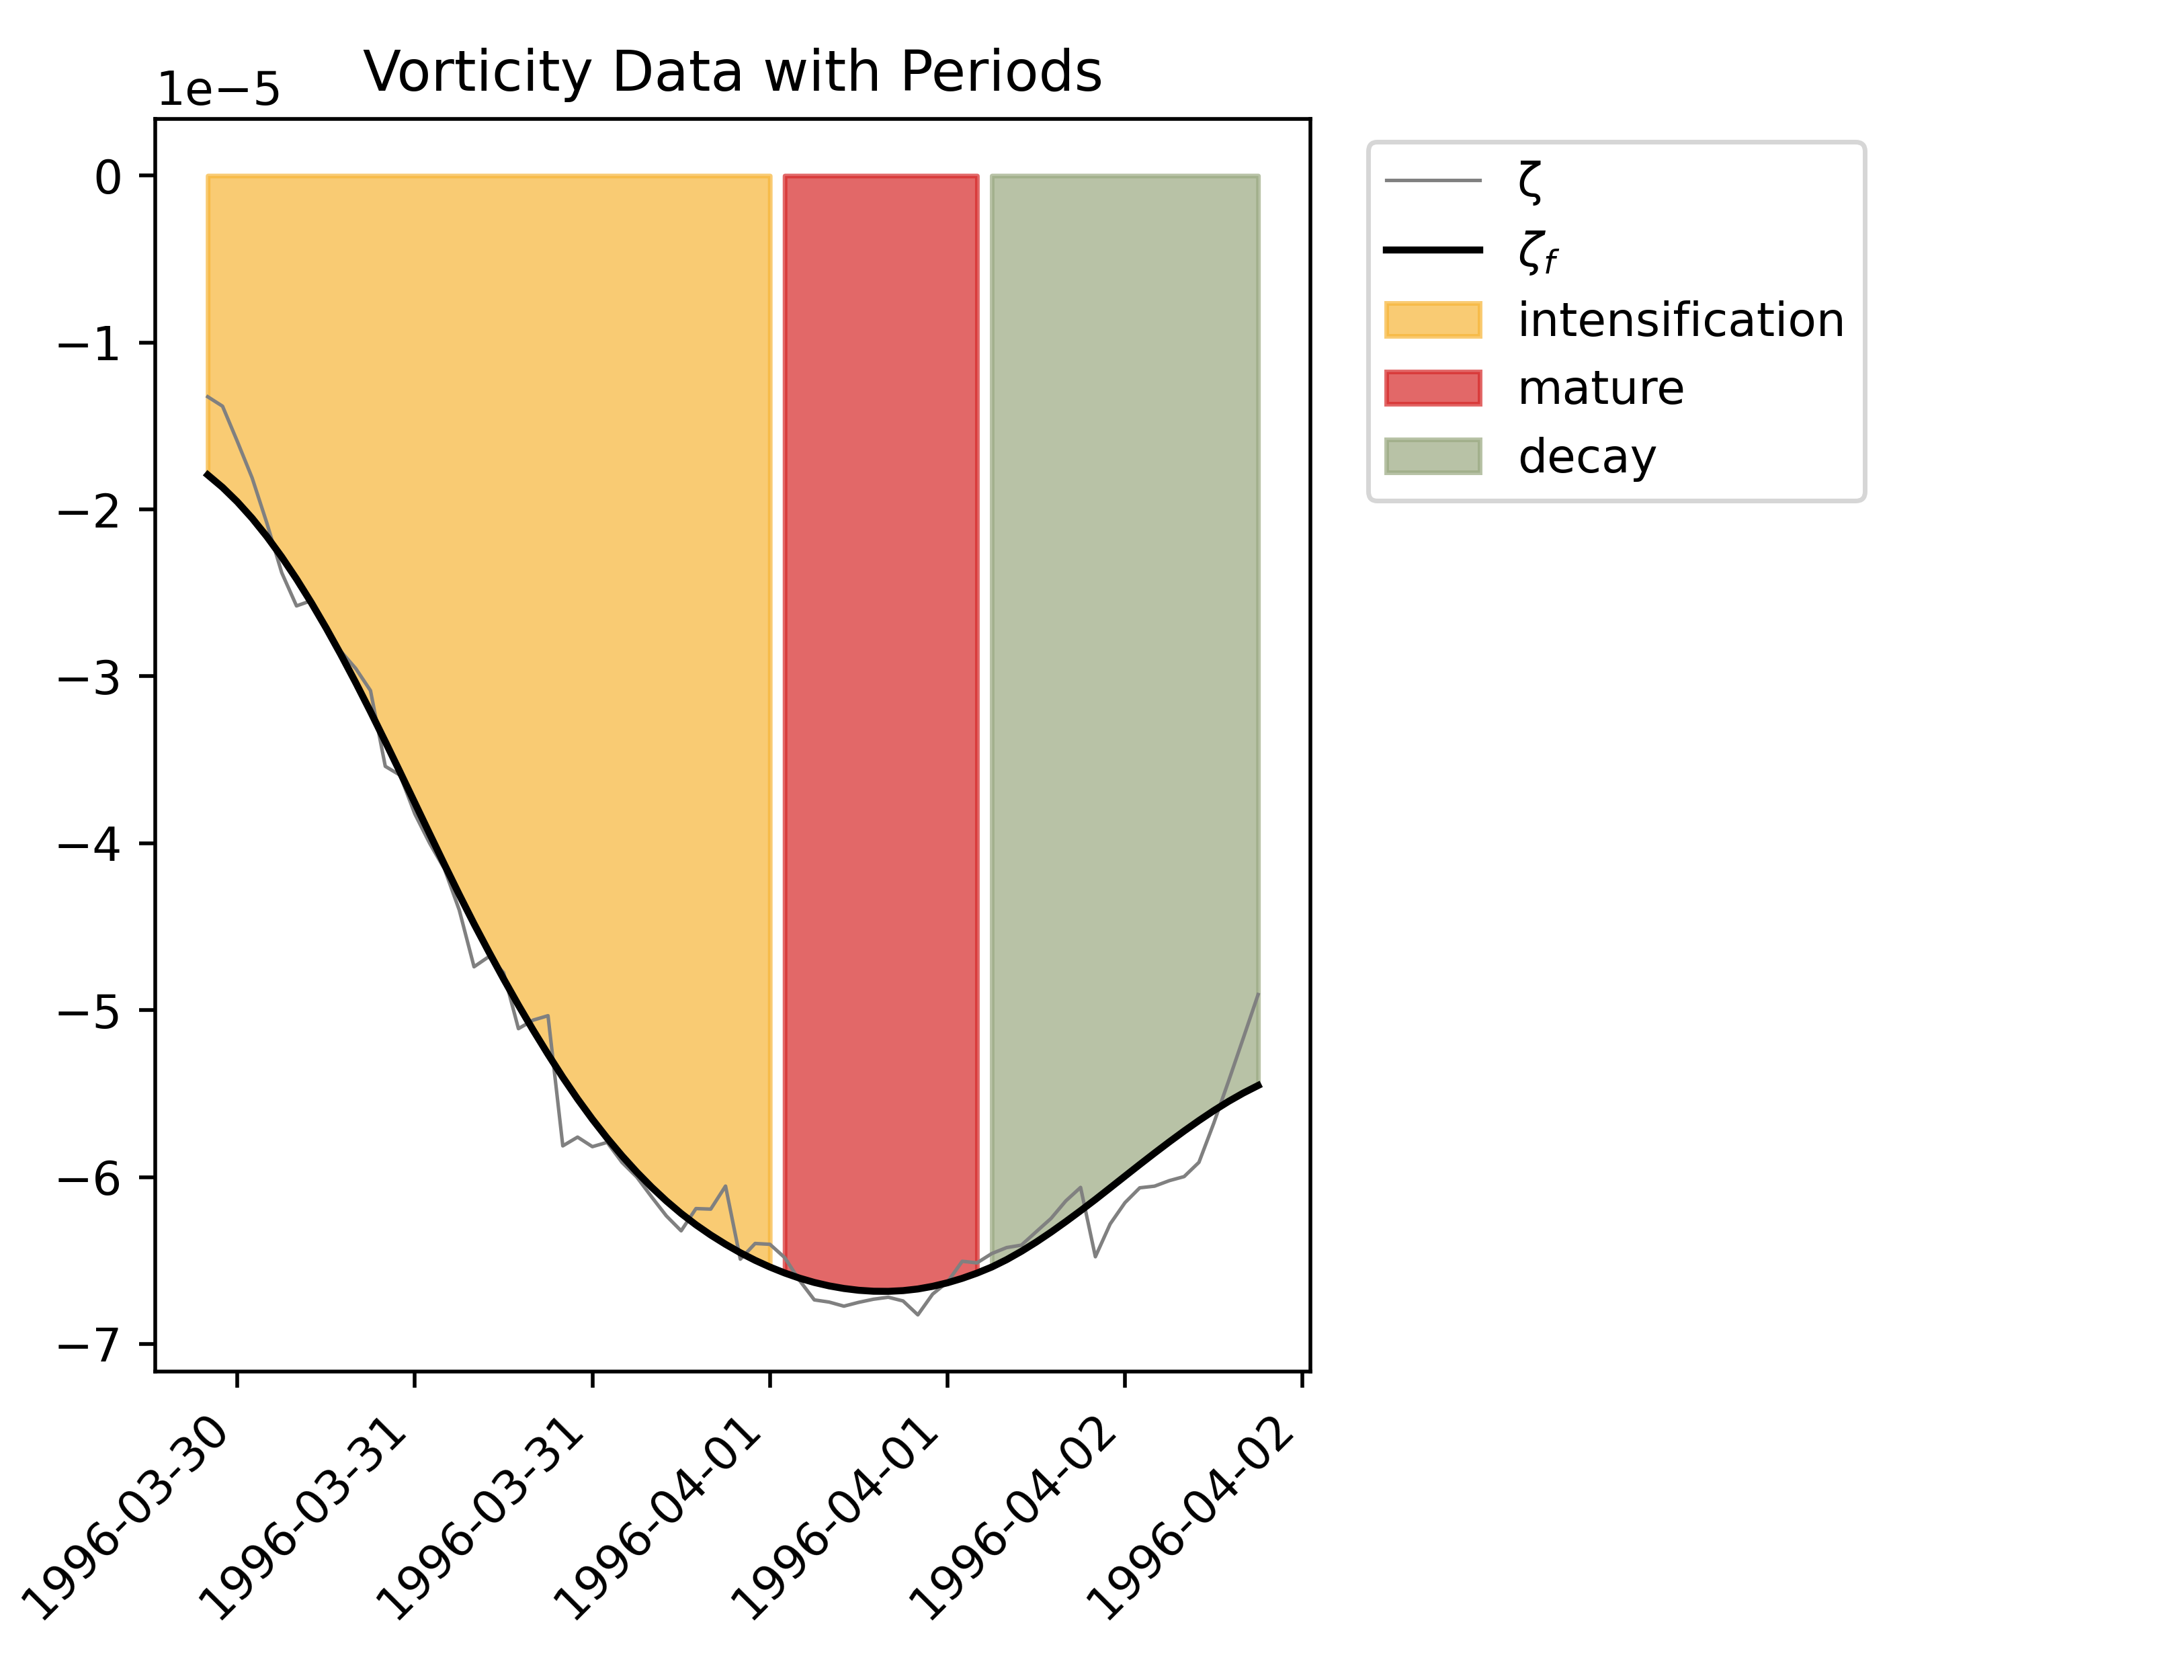 Vorticity Data with Periods
1e−5
0
−1
−2
−3
−4
−5
−6
−7
1996-03-30
1996-03-31
1996-03-31
1996-04-01
1996-04-01
1996-04-02
1996-04-02
ζ
ζf
intensification
mature
decay